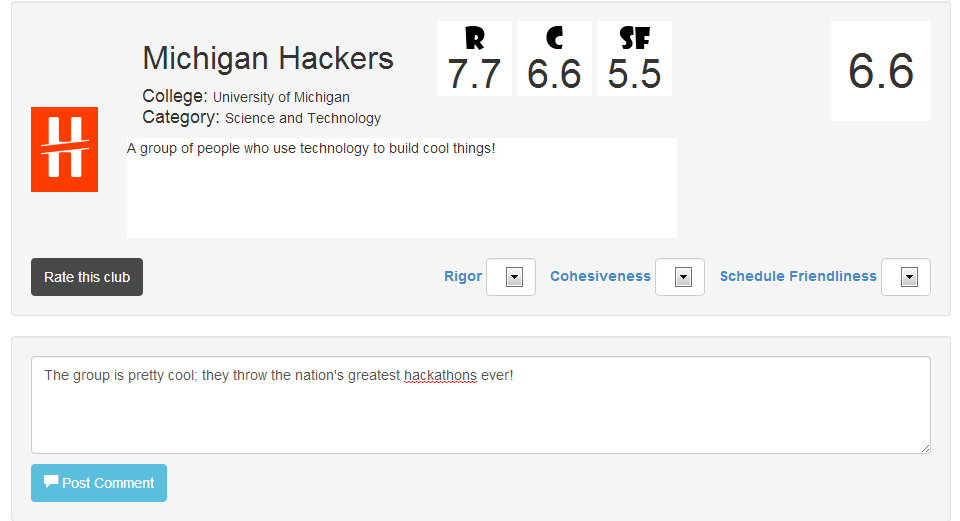 Michigan Hackers
R C SF
7.7 6.6 5.5
6.6
College: University of Michigan
Category: Science and Technology
H
A group of people who use technology to build cool things!
Rate this club
Rigor Cohesiveness Schedule Friendliness
The group is pretty cool; they throw the nation's greatest hackathons ever!
Post Comment